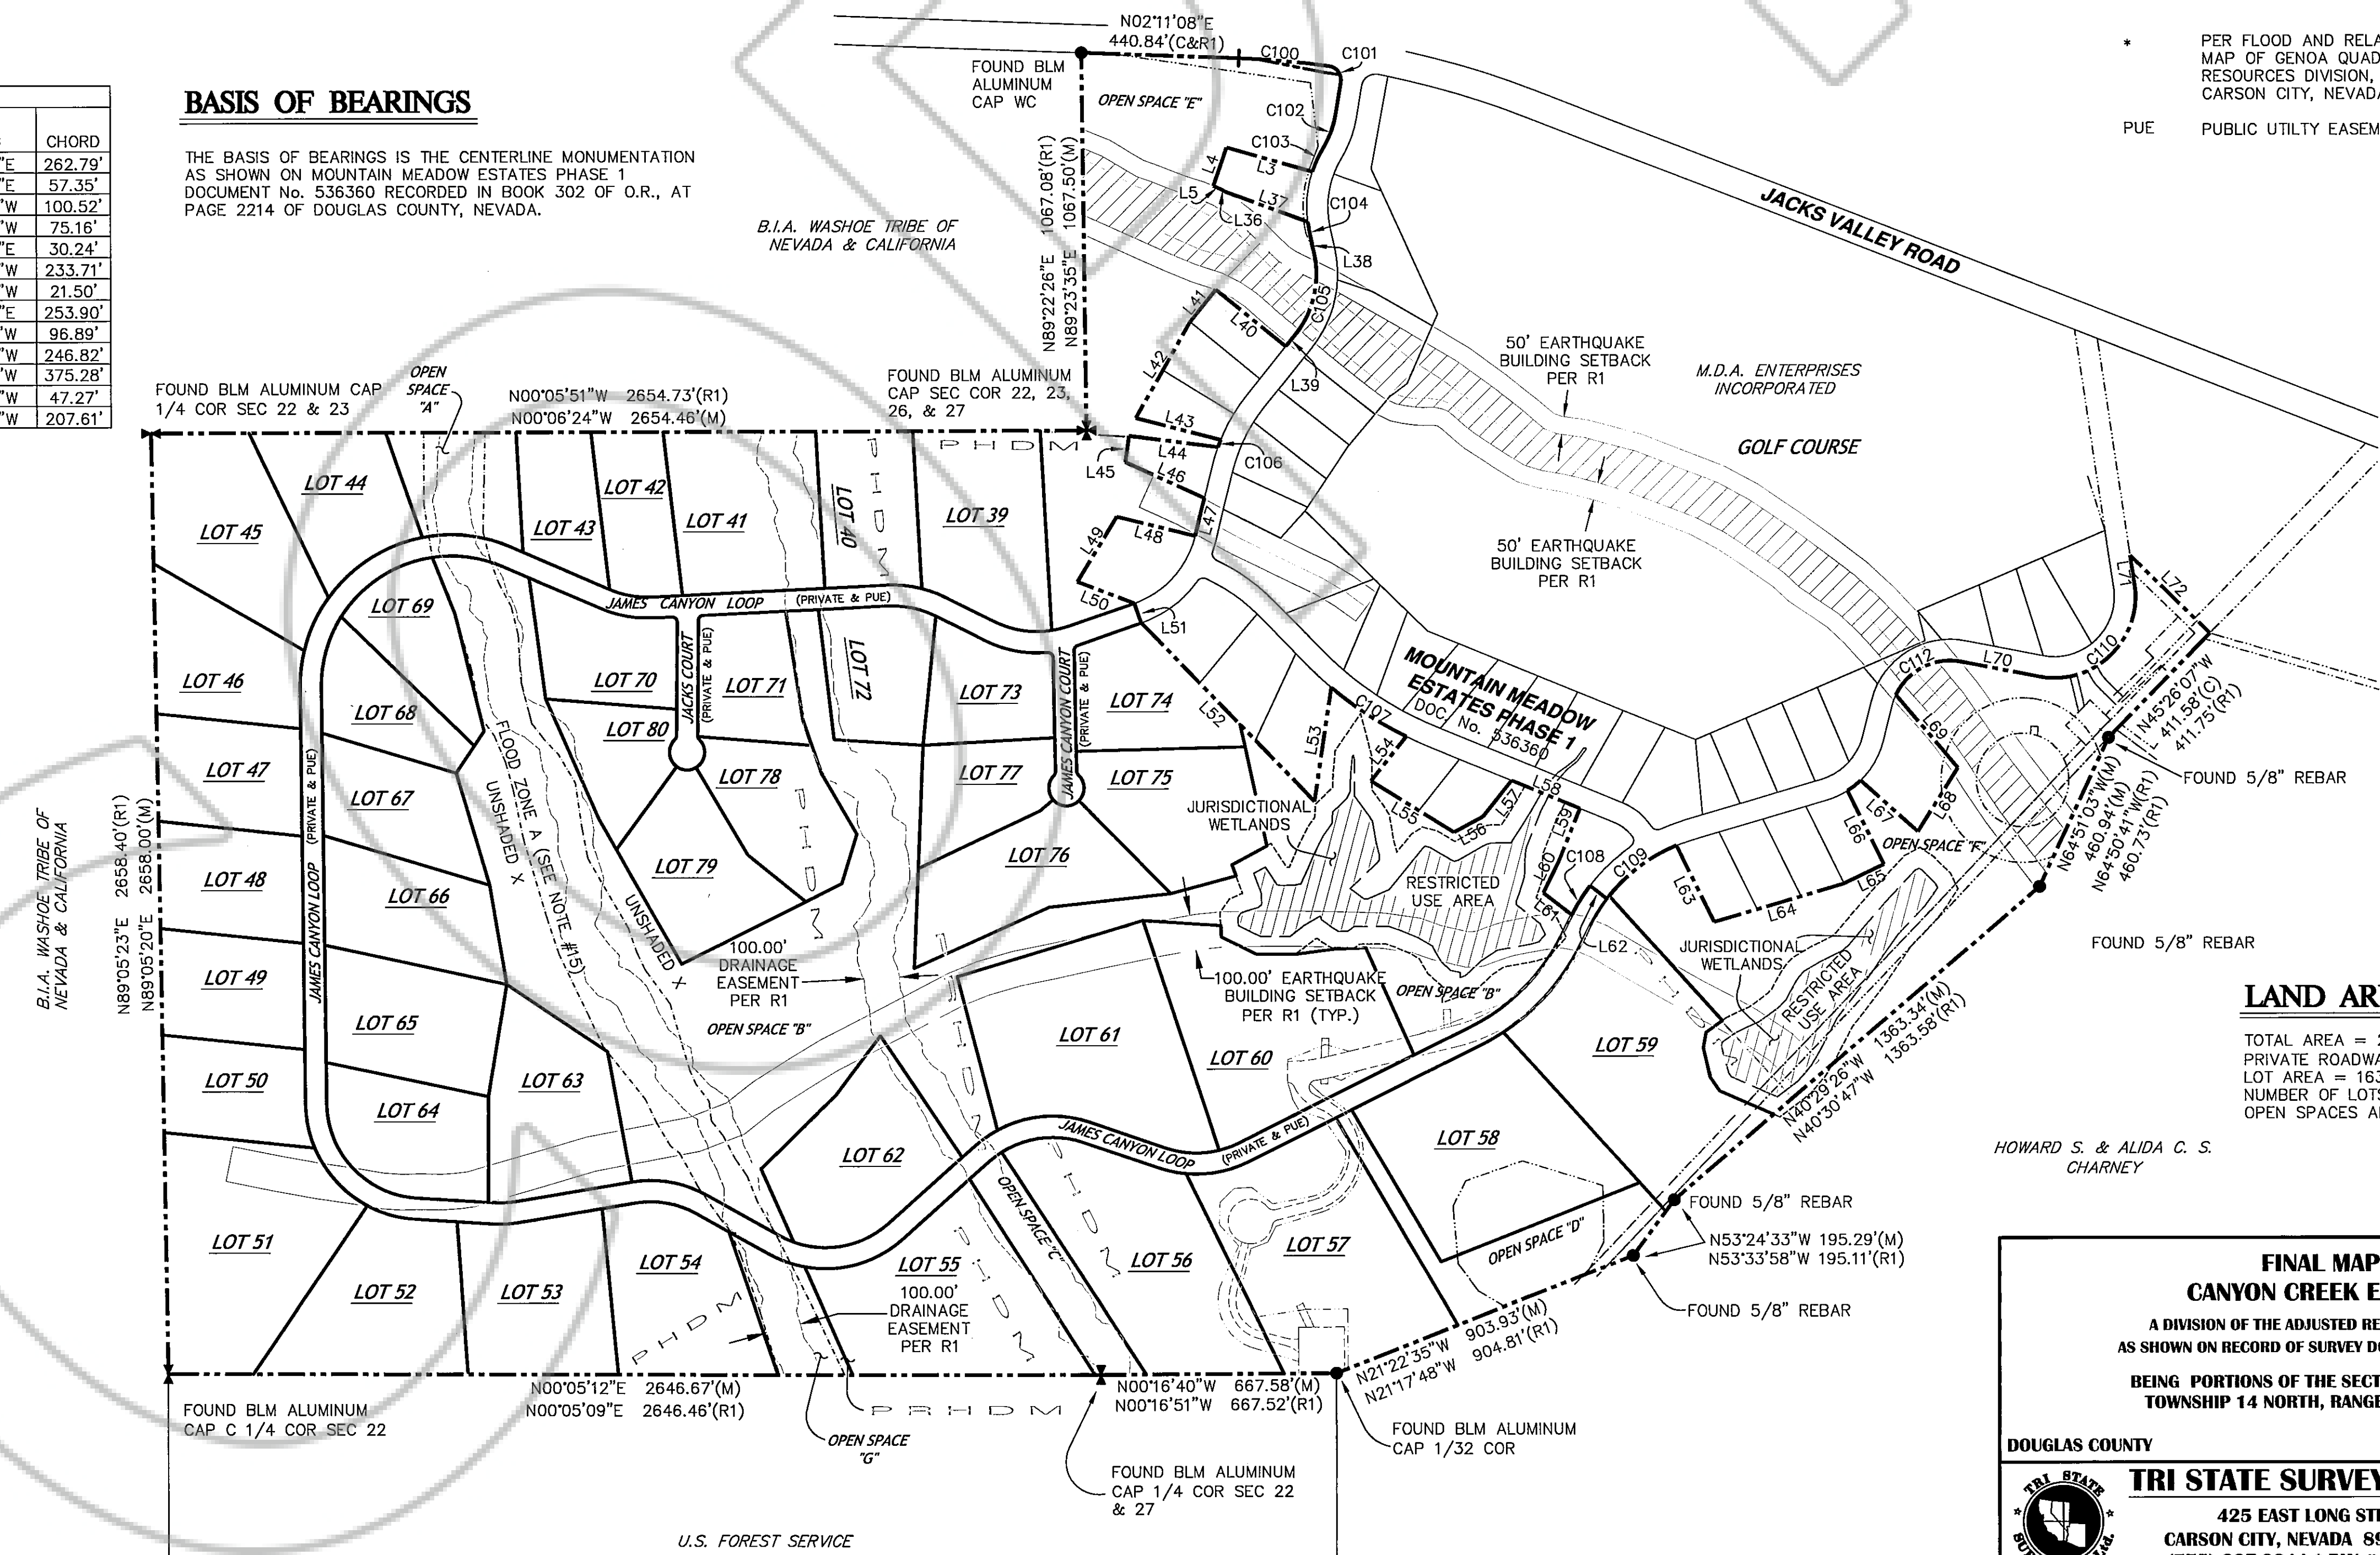 "E
CHORD
262.79'
"E
57.35'
'W
100.52'
'W
75.16'
'E
30.24'
'W
233.71'
'W
21.50'
"E
253.90'
'W
96.89'
"W
246.82'
'W
375.28'
"W
47.27'
"W
207.61'
BASIS OF BEARINGS
THE BASIS OF BEARINGS IS THE CENTERLINE MONUMENTATION
AS SHOWN ON MOUNTAIN MEADOW ESTATES PHASE 1
DOCUMENT No. 536360 RECORDED IN BOOK 302 OF O.R., AT
PAGE 2214 OF DOUGLAS COUNTY, NEVADA.
N02°11'08"E
440.84'(C&R1)
C100
C101
FOUND BLM
ALUMINUM
CAP WC
OPEN SPACE "E"
C102
C103
L3
L4
L5
L37
L36
C104
L38
C105
1067.08'(R1)
1067.50'(M)
N89°22'26"E
N89°23'35"E
B.I.A. WASHOE TRIBE OF
NEVADA & CALIFORNIA
L41
L40
L42
L39
L43
L44
C106
L45
L46
L47
L48
L49
L50
L51
* PER FLOOD AND RELA
MAP OF GENOA QUAD
RESOURCES DIVISION,
CARSON CITY, NEVADA
PUE PUBLIC UTILTY EASEM
JACKS VALLEY ROAD
50' EARTHQUAKE
BUILDING SETBACK
PER R1
M.D.A. ENTERPRISES
INCORPORATED
GOLF COURSE
50' EARTHQUAKE
BUILDING SETBACK
PER R1
FOUND BLM ALUMINUM CAP
1/4 COR SEC 22 & 23
OPEN
SPACE
"A"
N00°05'51"W 2654.73'(R1)
N00°06'24"W 2654.46'(M)
FOUND BLM ALUMINUM
CAP SEC COR 22, 23,
26, & 27
PHDM
PIDM
LOT 44
LOT 42
LOT 45
LOT 43
LOT 41
LOT 40
LOT 39
JAMES CANYON LOOP (PRIVATE & PUE)
LOT 69
LOT 46
LOT 68
LOT 70
JACKS COURT
(PRIVATE & PUE)
LOT 71
LOT 72
LOT 73
JAMES CANYON COURT
(PRIVATE & PUE)
LOT 74
LOT 80
LOT 47
LOT 67
LOT 78
LOT 77
LOT 75
LOT 79
LOT 76
LOT 48
LOT 66
LOT 49
LOT 65
LOT 50
LOT 64
LOT 63
JAMES CANYON LOOP (PRIVATE & PUE)
FLOOD ZONE A (SEE NOTE #15)
UNSHADED X
UNSHADED X
PIDM
B.I.A. WASHOE TRIBE OF
NEVADA & CALIFORNIA
N89°05'23"E 2658.40'(R1)
N89°05'20"E 2658.00'(M)
100.00'
DRAINAGE
EASEMENT
PER R1
OPEN SPACE "B"
L52
L53
C107
L54
L55
L56
L57
L58
L59
L60
L61
C108
C109
L62
MOUNTAIN MEADOW
ESTATES PHASE 1
DOC. No. 536360
JURISDICTIONAL
WETLANDS
RESTRICTED
USE AREA
100.00' EARTHQUAKE
BUILDING SETBACK
PER R1 (TYP.)
OPEN SPACE "B"
L63
L64
L65
L66
L67
L68
L69
C112
L70
C110
L71
L72
OPEN SPACE "F"
N45°26'07"W
L 411.58'(C)
411.75'(R1)
FOUND 5/8" REBAR
N64°51'03"W(M)
460.94'(M)
N64°50'41"W(R1)
460.73'(R1)
FOUND 5/8" REBAR
JURISDICTIONAL
WETLANDS
RESTRICTED
USE AREA
N40°29'26"W 1363.34'(M)
N40°30'47"W 1363.58'(R1)
LOT 61
LOT 60
LOT 59
LOT 62
JAMES CANYON LOOP (PRIVATE & PUE)
LOT 58
OPEN SPACE "D"
LOT 51
LOT 52
LOT 53
LOT 54
LOT 55
OPEN SPACE "C"
LOT 56
LOT 57
PHDM
100.00'
DRAINAGE
EASEMENT
PER R1
FOUND 5/8" REBAR
N53°24'33"W 195.29'(M)
N53°33'58"W 195.11'(R1)
FOUND 5/8" REBAR
N21°22'35"W 903.93'(M)
N21°17'48"W 904.81'(R1)
FOUND BLM ALUMINUM
CAP C 1/4 COR SEC 22
N00°05'12"E 2646.67'(M)
N00°05'09"E 2646.46'(R1)
PRHDM
N00°16'40"W 667.58'(M)
N00°16'51"W 667.52'(R1)
OPEN SPACE
"G"
FOUND BLM ALUMINUM
CAP 1/32 COR
FOUND BLM ALUMINUM
CAP 1/4 COR SEC 22
& 27
U.S. FOREST SERVICE
HOWARD S. & ALIDA C. S.
CHARNEY
LAND AR
TOTAL AREA =
PRIVATE ROADWA
LOT AREA = 163
NUMBER OF LOTS
OPEN SPACES A
FINAL MAP
CANYON CREEK E
A DIVISION OF THE ADJUSTED RE
AS SHOWN ON RECORD OF SURVEY D
BEING PORTIONS OF THE SECT
TOWNSHIP 14 NORTH, RANGE
DOUGLAS COUNTY
TRI STATE
TRI STATE SURVEY
425 EAST LONG ST
CARSON CITY, NEVADA 89